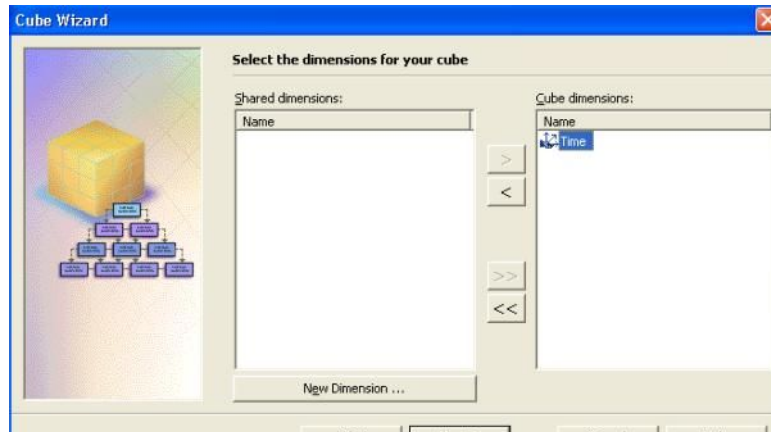 Cube Wizard
Select the dimensions for your cube
Shared dimensions:
Cube dimensions:
Name
Name
Time
>
<
>>
<<
New Dimension ...